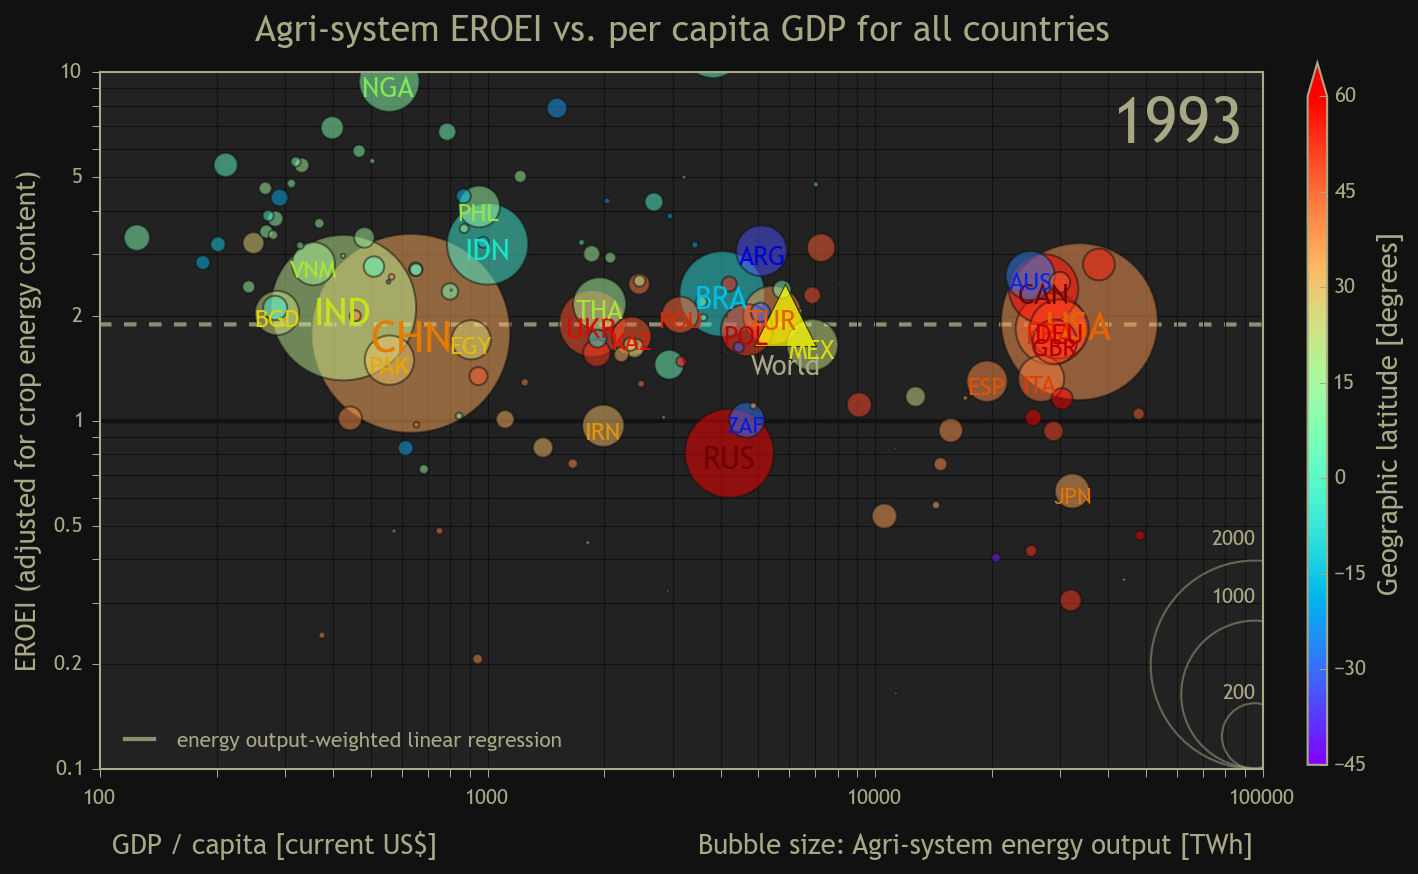 Agri-system EROEI vs. per capita GDP for all countries
1993
EROEI (adjusted for crop energy content)
10
5
2
1
0.5
0.2
0.1
100
1000
10000
100000
GDP / capita [current US$]
Bubble size: Agri-system energy output [TWh]
NGA
PHL
IDN
VNM
BGD
IND
CHN
PAK
EGY
THA
UKR
KAZ
ROU
BRA
ARG
POL
TUR
MEX
World
IRN
ZAF
RUS
AUS
CAN
USA
DEU
GBR
ESP
ITA
JPN
2000
1000
200
energy output-weighted linear regression
60
45
30
15
0
−15
−30
−45
Geographic latitude [degrees]